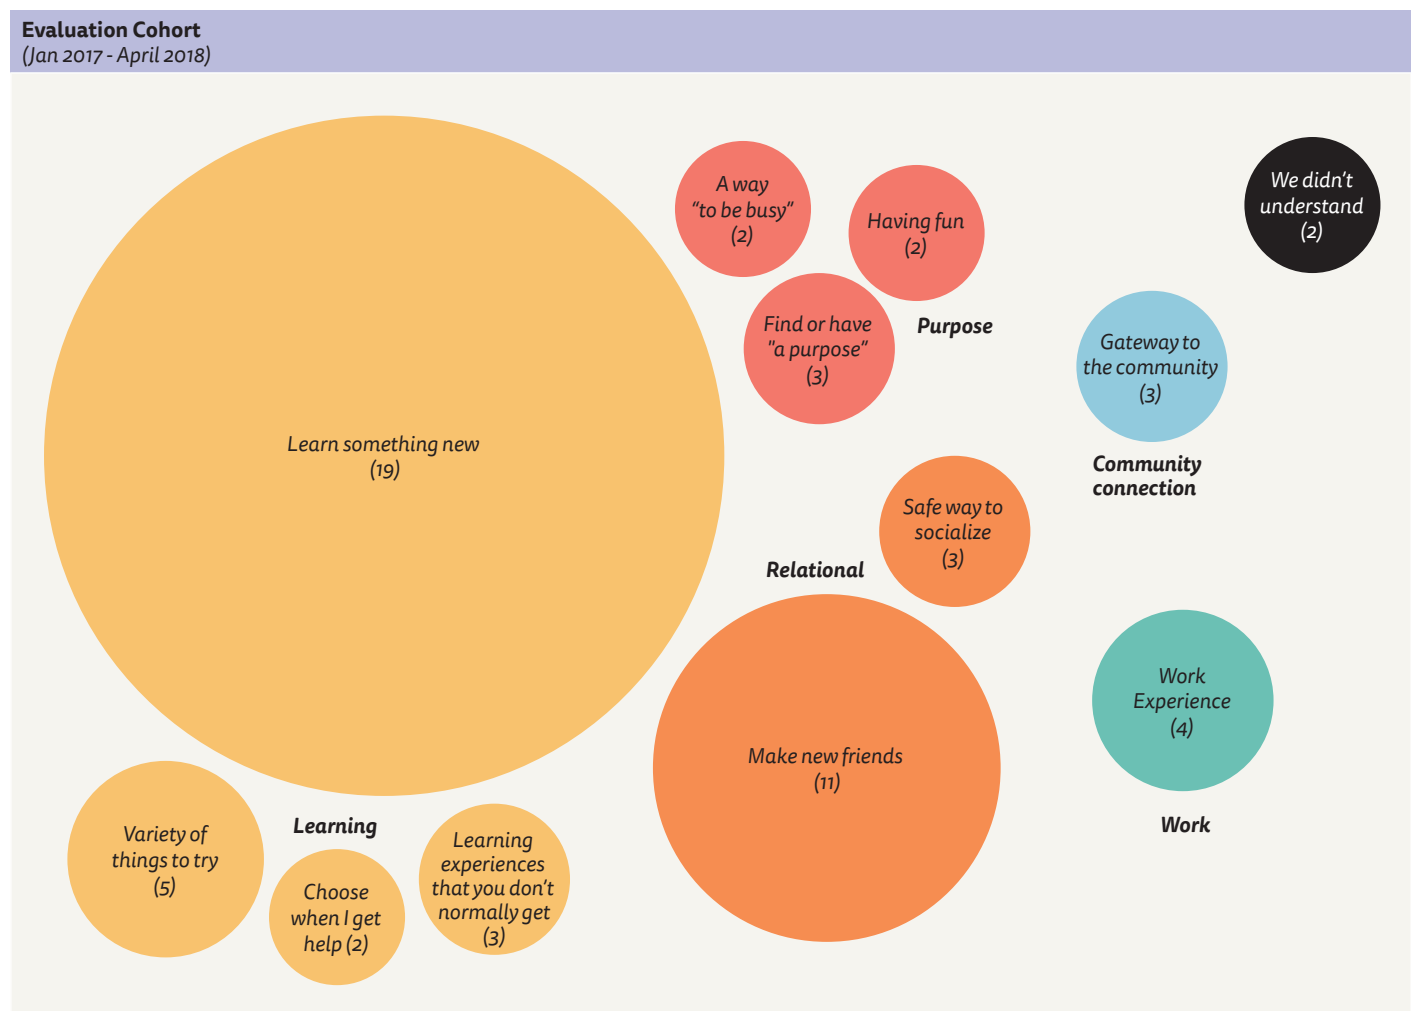 Evaluation Cohort
(Jan 2017 - April 2018)
Learn something new
(19)
A way
“to be busy”
(2)
Having fun
(2)
Find or have
"a purpose”
(3)
Purpose
We didn’t
understand
(2)
Gateway to
the community
(3)
Community
connection
Safe way to
socialize
(3)
Relational
Make new friends
(11)
Work
Experience
(4)
Work
Variety of
things to try
(5)
Learning
Choose
when I get
help (2)
Learning
experiences
that you don’t
normally get
(3)